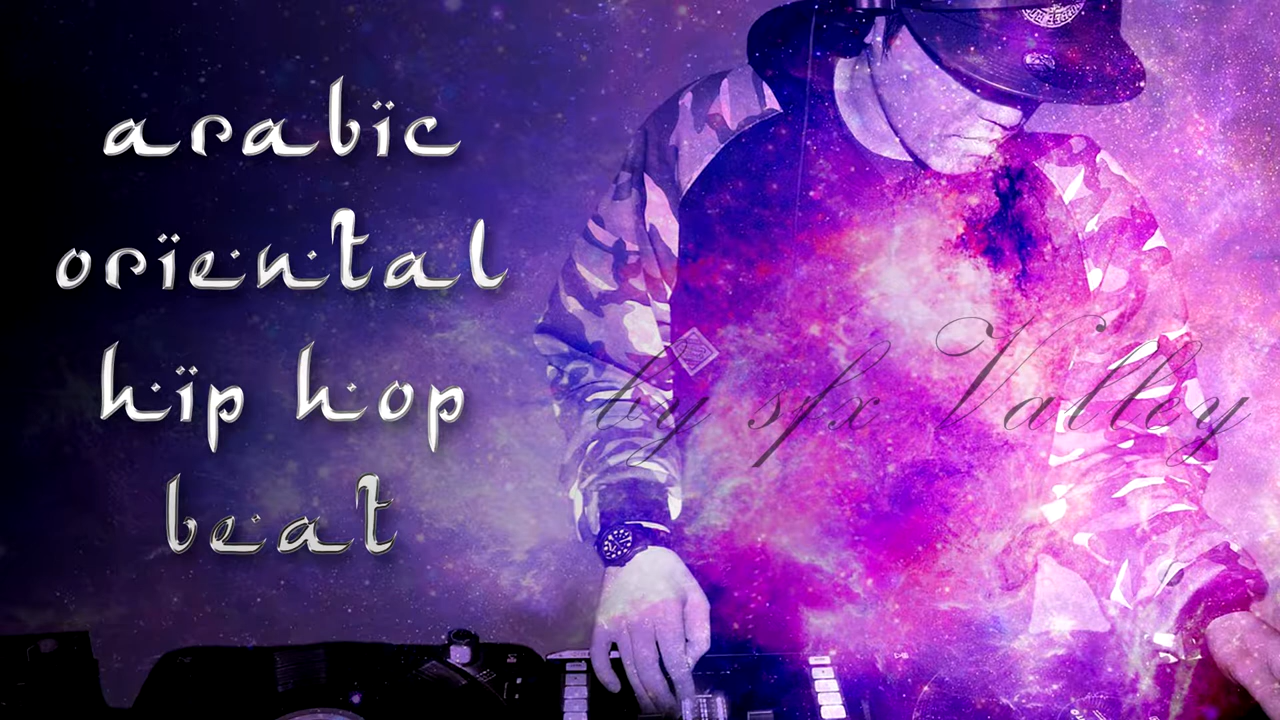 arabic
oriental
hip hop
beat
by sfx Valley